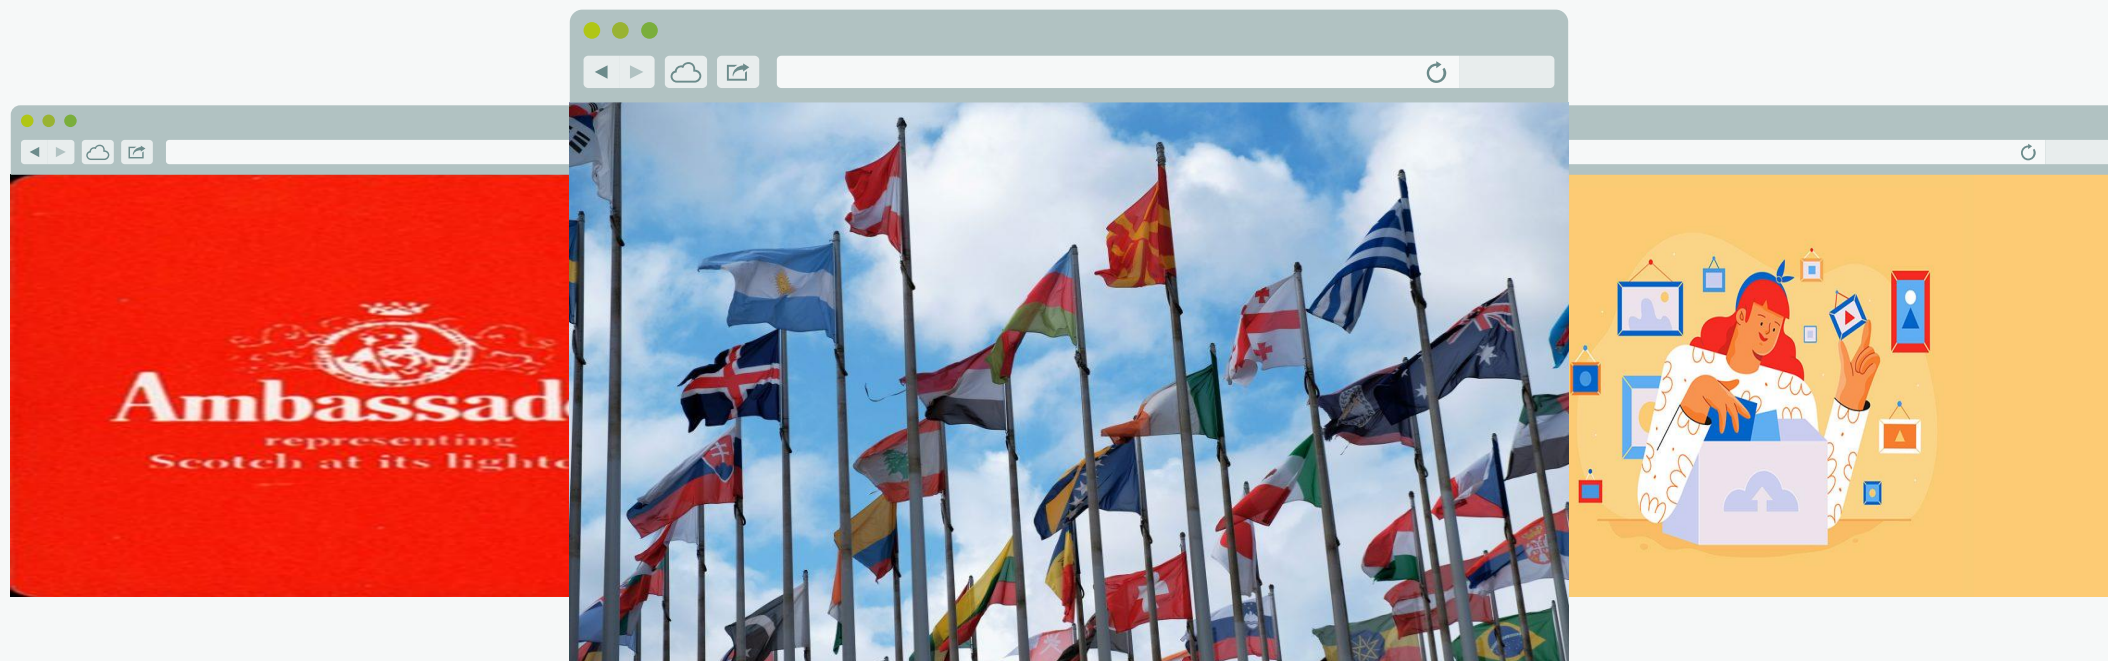 Ambassad
representing
Scotch at its light